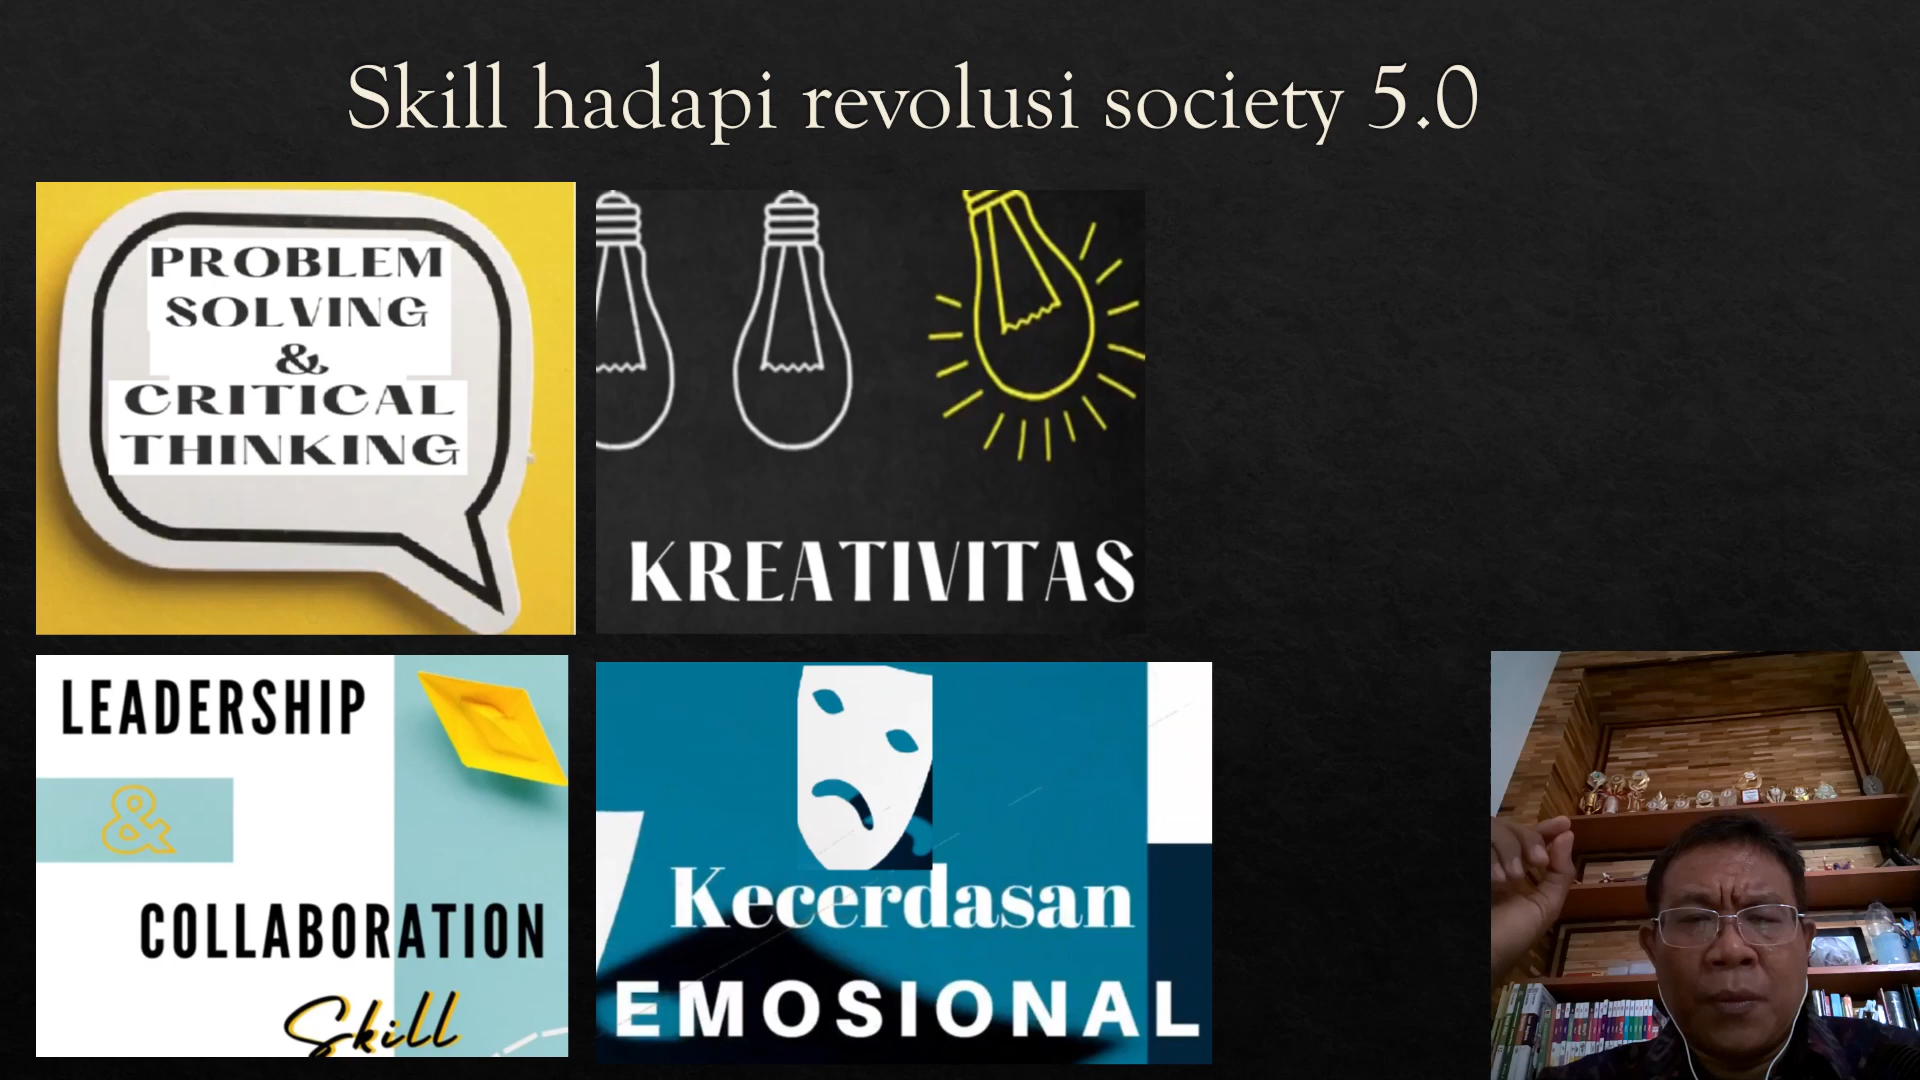 Skill hadapi revolusi society 5.0
PROBLEM
SOLVING
&
CRITICAL
THINKING
KREATIVITAS
LEADERSHIP
&
COLLABORATION
Skill
Kecerdasan
EMOSIONAL